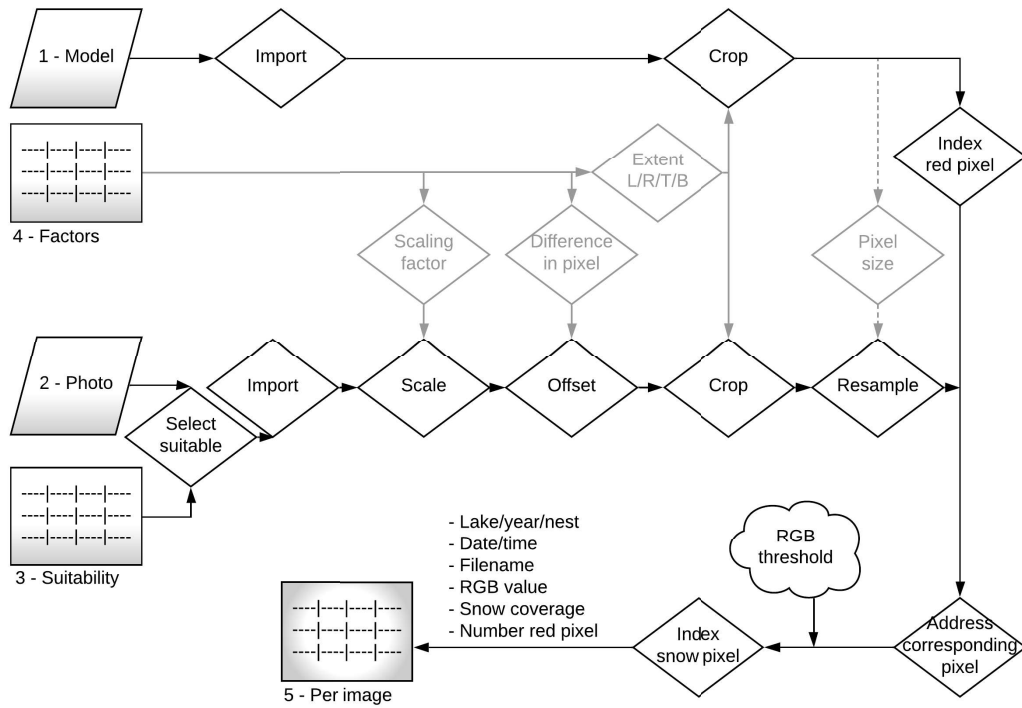 1 - Model
Import
Crop
Index
red pixel
Extent
L/R/T/B
4 - Factors
Scaling
factor
Difference
in pixel
Pixel
size
2 - Photo
Import
Scale
Offset
Crop
Resample
Select
suitable
3 - Suitability
- Lake/year/nest
- Date/time
- Filename
- RGB value
- Snow coverage
- Number red pixel
RGB
threshold
Address
corresponding
pixel
Index
snow pixel
5 - Per image